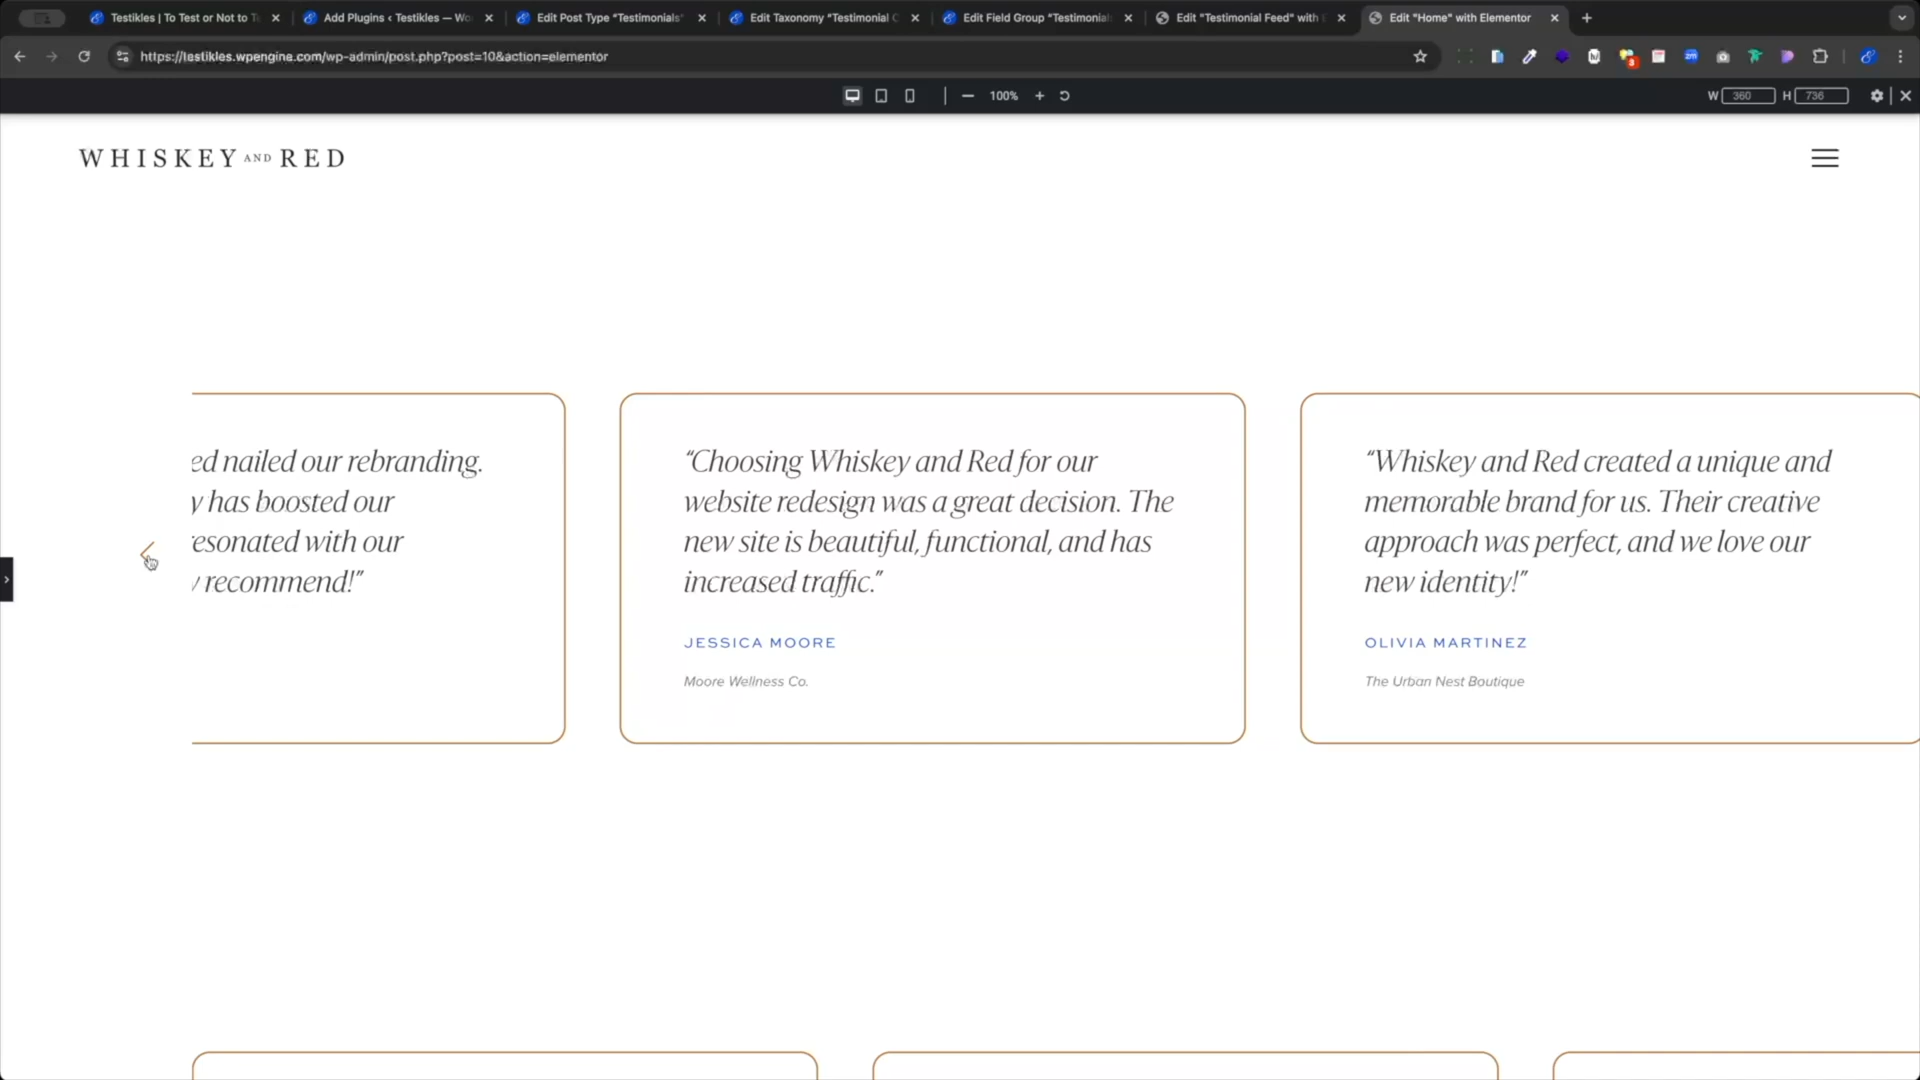 Testikles | To Test or Not to Te
Add Plugins ‹ Testikles — Wo
Edit Post Type "Testimonials"
Edit Taxonomy "Testimonial C
Edit Field Group "Testimonial
Edit "Testimonial Feed" with E
Edit "Home" with Elementor
https://testikles.wpengine.com/wp-admin/post.php?post=10&action=elementor
100%
W 360 H 736
WHISKEY AND RED
ed nailed our rebranding.
y has boosted our
resonated with our
y recommend!”
“Choosing Whiskey and Red for our
website redesign was a great decision. The
new site is beautiful, functional, and has
increased traffic.”
JESSICA MOORE
Moore Wellness Co.
“Whiskey and Red created a unique and
memorable brand for us. Their creative
approach was perfect, and we love our
new identity!”
OLIVIA MARTINEZ
The Urban Nest Boutique